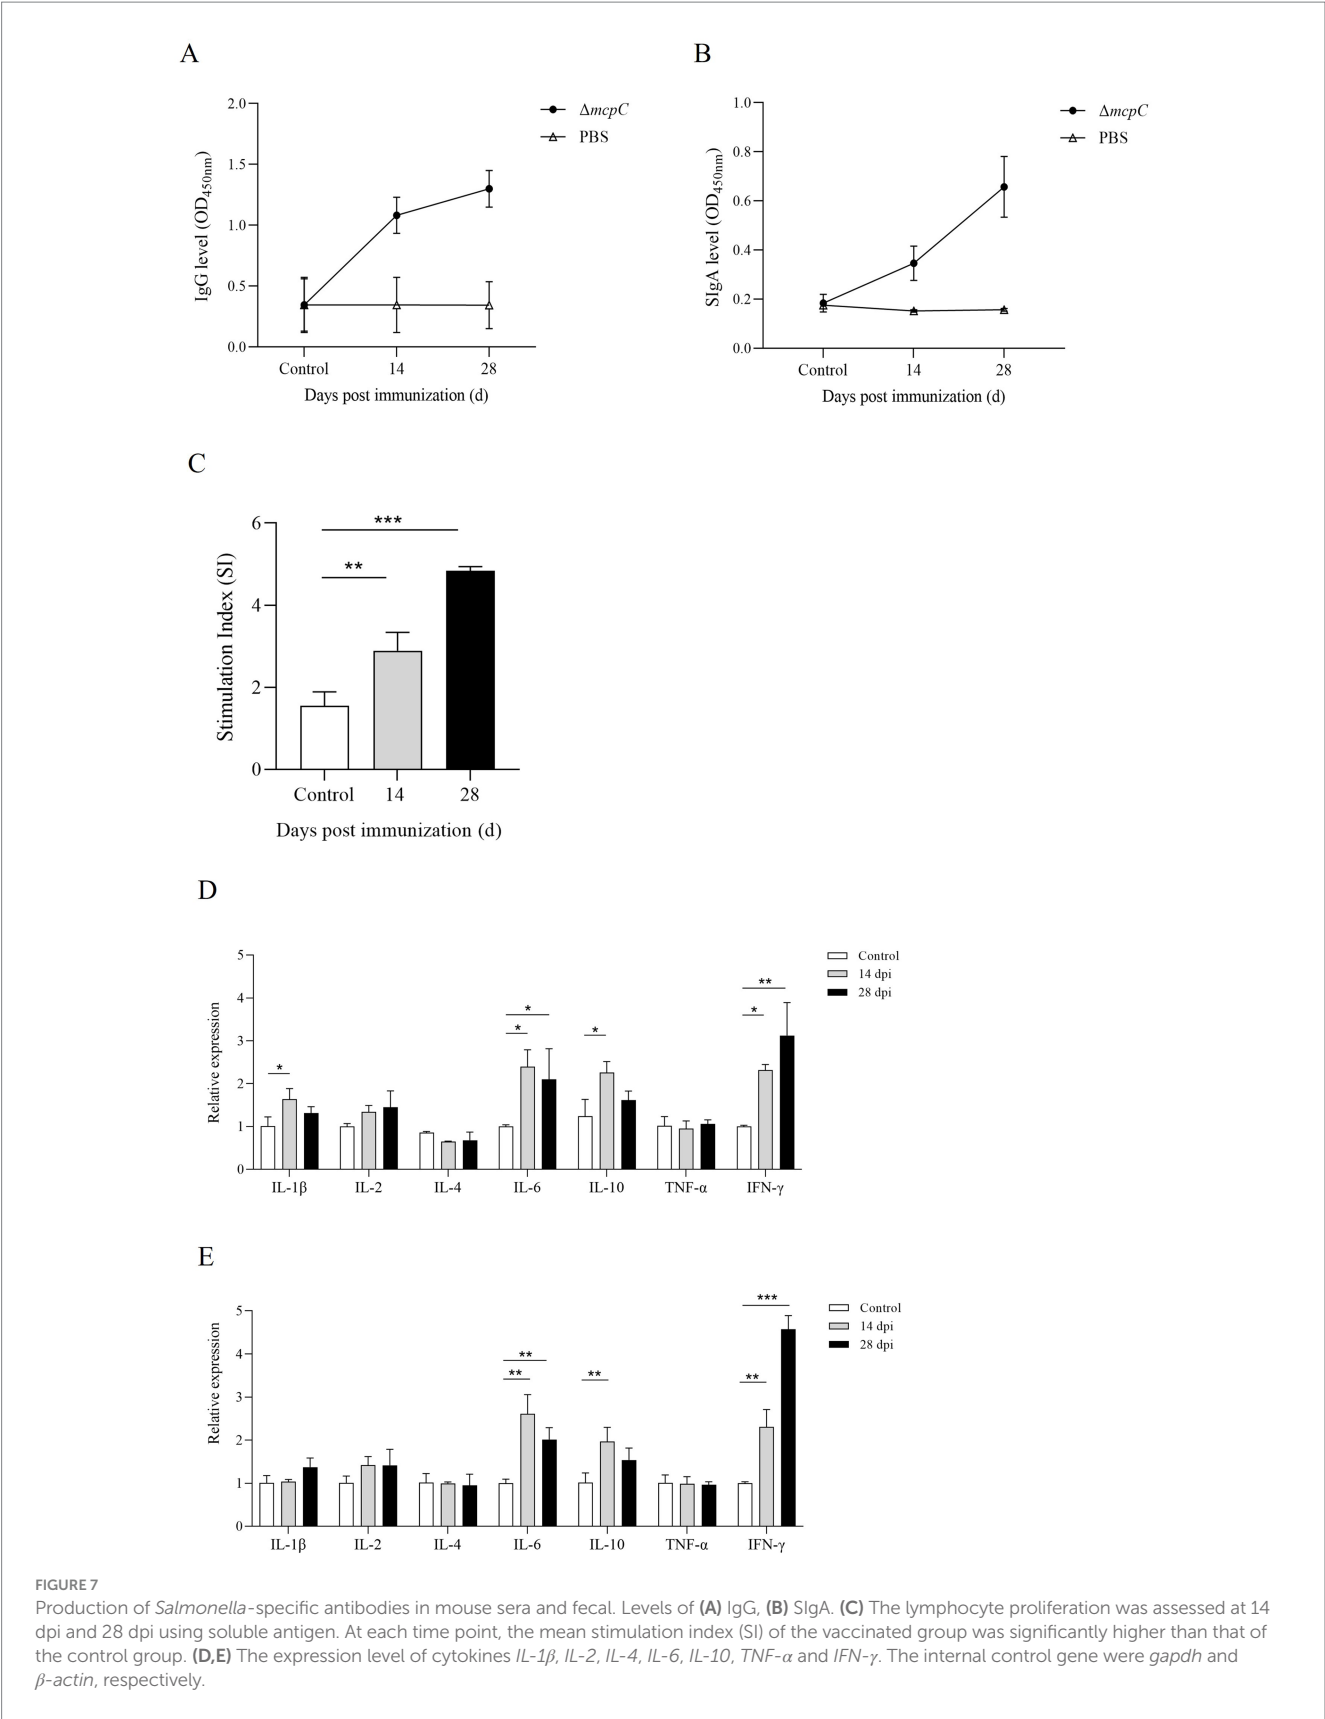 A
2.0
1.5
1.0
0.5
0.0
IgG level (OD450nm)
Control
14
28
Days post immunization (d)
ΔmcpC
PBS
B
1.0
0.8
0.6
0.4
0.2
0.0
SIgA level (OD450nm)
Control
14
28
Days post immunization (d)
ΔmcpC
PBS
C
6
4
2
0
Stimulation Index (SI)
***
**
Control
14
28
Days post immunization (d)
D
5
4
3
2
1
0
Relative expression
*
*
*
*
*
**
IL-1β
IL-2
IL-4
IL-6
IL-10
TNF-α
IFN-γ
Control
14 dpi
28 dpi
E
5
4
3
2
1
0
Relative expression
**
**
**
**
***
IL-1β
IL-2
IL-4
IL-6
IL-10
TNF-α
IFN-γ
Control
14 dpi
28 dpi
FIGURE 7
Production of Salmonella-specific antibodies in mouse sera and fecal. Levels of (A) IgG, (B) SIgA. (C) The lymphocyte proliferation was assessed at 14
dpi and 28 dpi using soluble antigen. At each time point, the mean stimulation index (SI) of the vaccinated group was significantly higher than that of
the control group. (D,E) The expression level of cytokines IL-1β, IL-2, IL-4, IL-6, IL-10, TNF-α and IFN-γ. The internal control gene were gapdh and
β-actin, respectively.